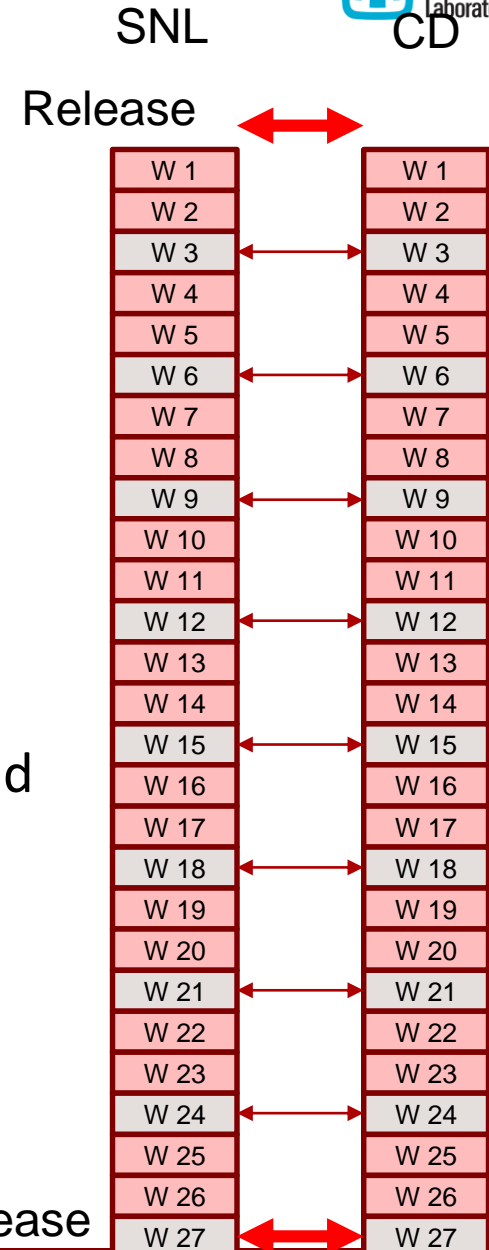 SNL CD
Release
W 1 W 1
W 2 W 2
W 3 W 3
W 4 W 4
W 5 W 5
W 6 W 6
W 7 W 7
W 8 W 8
W 9 W 9
W 10 W 10
W 11 W 11
W 12 W 12
W 13 W 13
W 14 W 14
W 15 W 15
d
W 16 W 16
W 17 W 17
W 18 W 18
W 19 W 19
W 20 W 20
W 21 W 21
W 22 W 22
W 23 W 23
W 24 W 24
W 25 W 25
W 26 W 26
ease
W 27 W 27